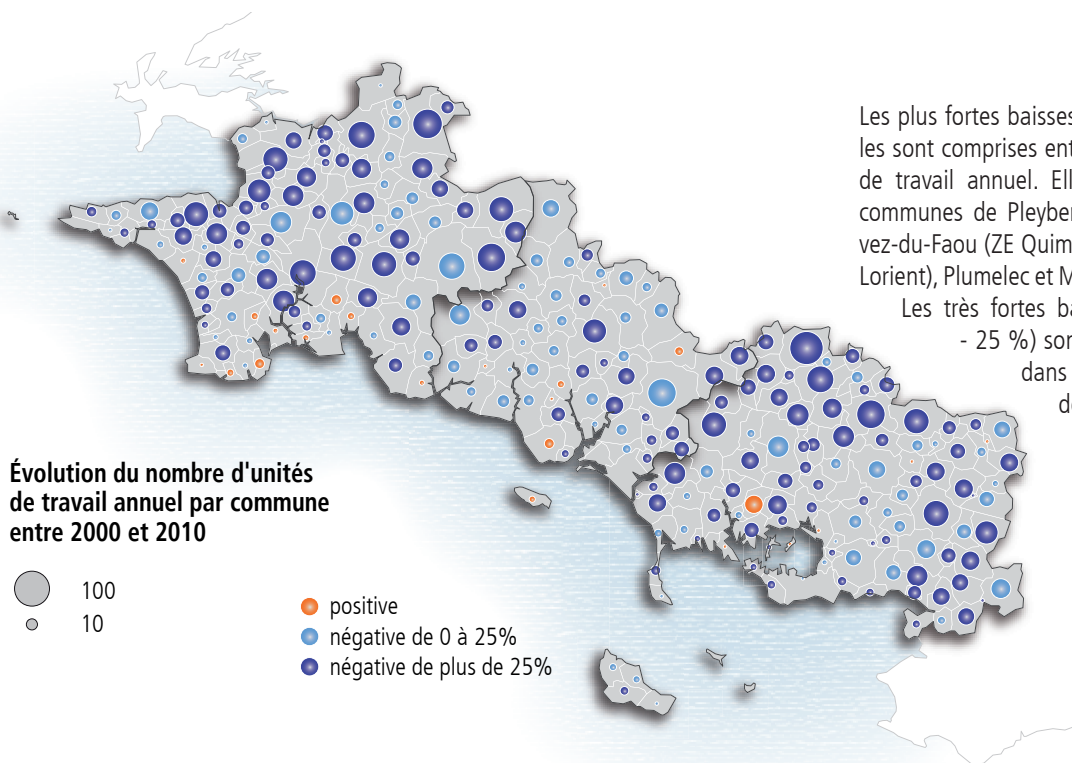 Les plus fortes baisses
les sont comprises ent
de travail annuel. Ell
communes de Pleyber
vez-du-Faou (ZE Quim
Lorient), Plumelec et M
Les très fortes ba
- 25 %) sor
dans
de
Évolution du nombre d'unités
de travail annuel par commune
entre 2000 et 2010
100
10
positive
négative de 0 à 25%
négative de plus de 25%